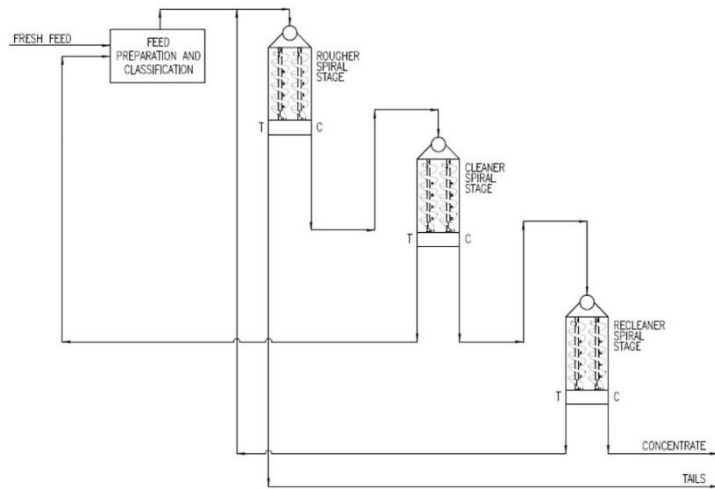 FRESH FEED
FEED
PREPARATION AND
CLASSIFICATION
ROUGHER
SPIRAL
STAGE
T
C
CLEANER
SPIRAL
STAGE
T
C
RECLEANER
SPIRAL
STAGE
T
C
CONCENTRATE
TAILS